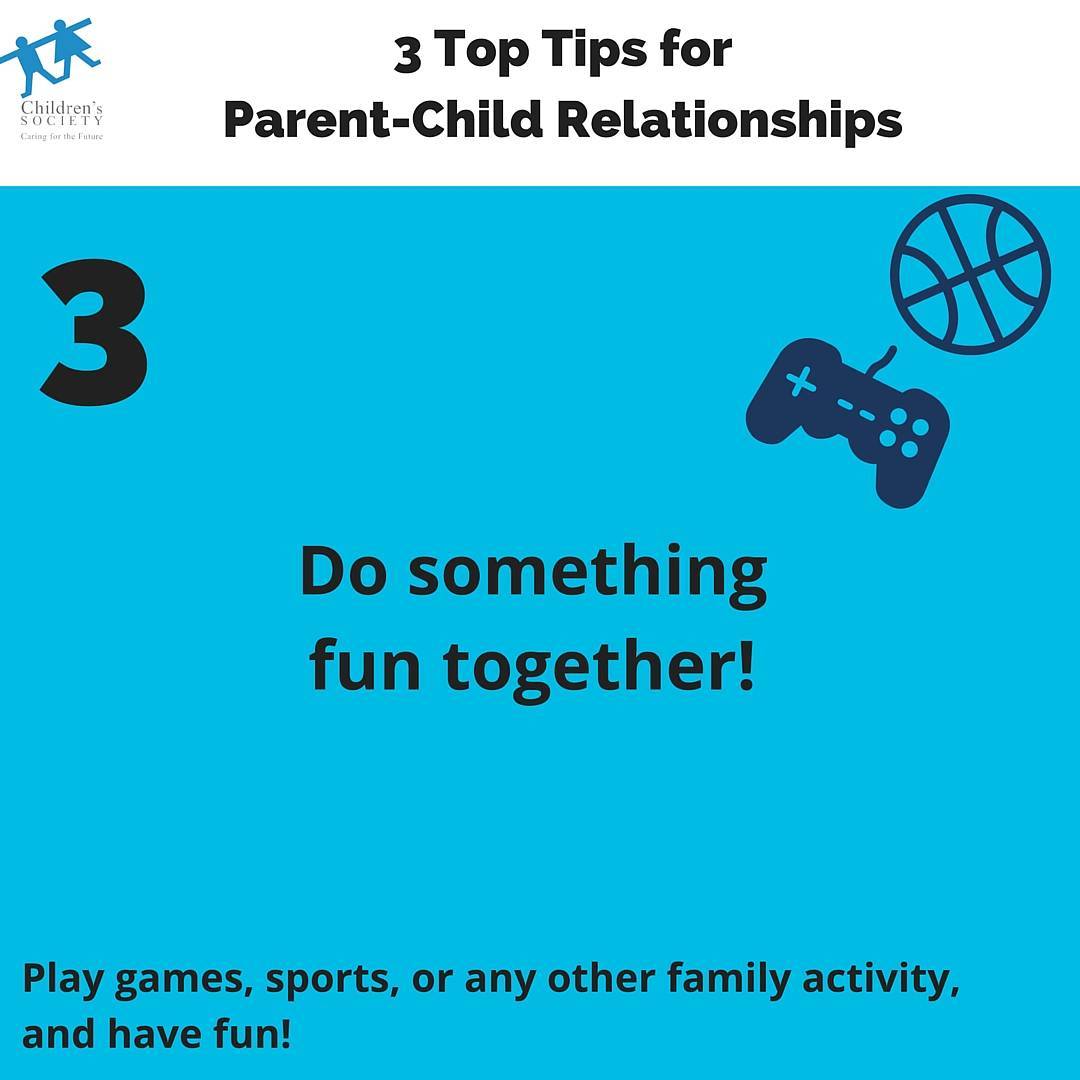 Children's
SOCIETY
Caring for the Future
3 Top Tips for
Parent-Child Relationships
3
Do something
fun together!
Play games, sports, or any other family activity,
and have fun!